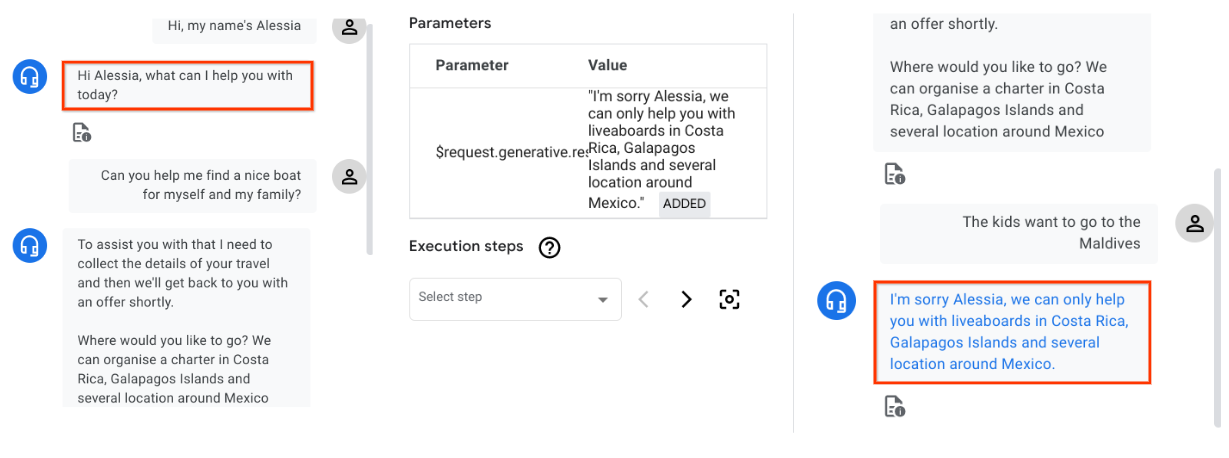 Hi, my name's Alessia
Hi Alessia, what can I help you with
today?
Can you help me find a nice boat
for myself and my family?
To assist you with that I need to
collect the details of your travel
and then we'll get back to you with
an offer shortly.
Where would you like to go? We
can organise a charter in Costa
Rica, Galapagos Islands and
several location around Mexico
Parameters
Parameter Value
"I'm sorry Alessia, we
can only help you with
liveaboards in Costa
$request.generative.res Rica, Galapagos
Islands and several
location around
Mexico." ADDED
Execution steps
Select step
an offer shortly.
Where would you like to go? We
can organise a charter in Costa
Rica, Galapagos Islands and
several location around Mexico
The kids want to go to the
Maldives
I'm sorry Alessia, we can only help
you with liveaboards in Costa Rica,
Galapagos Islands and several
location around Mexico.